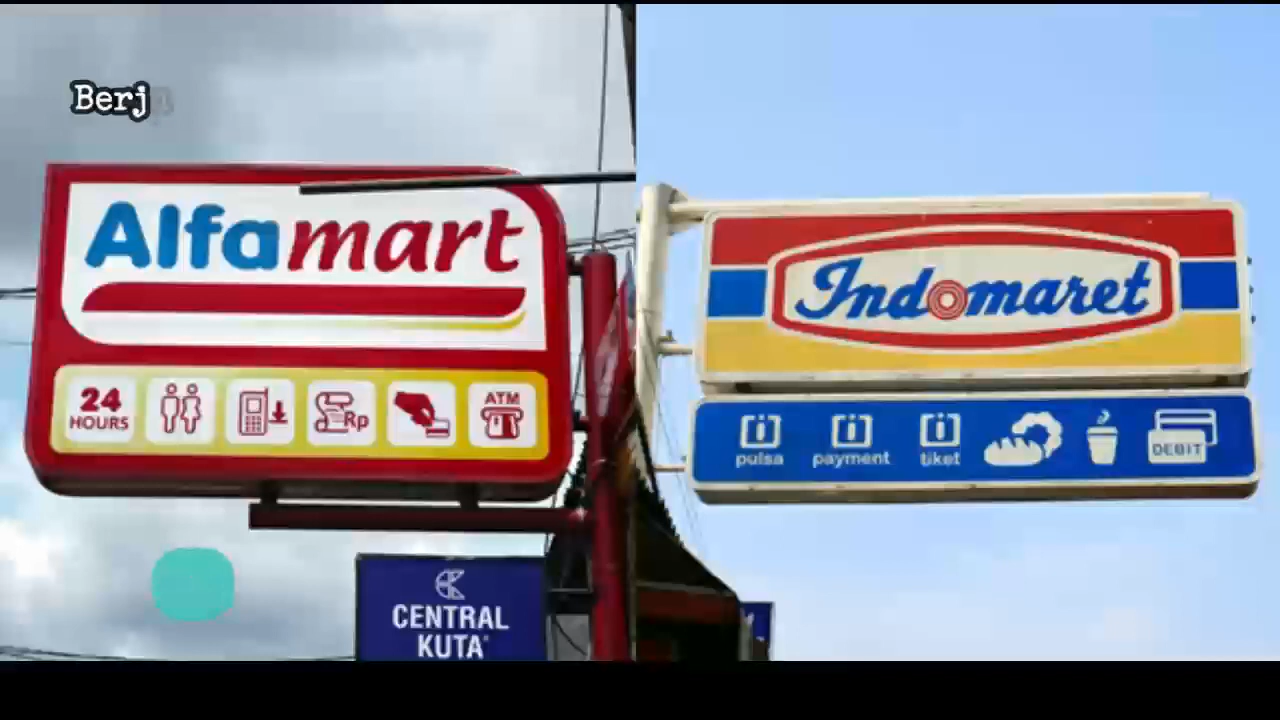 Berj
Alfamart
24
HOURS
Rp
ATM
CENTRAL
KUTA
Indomaret
pulsa
payment
tiket
DEBIT